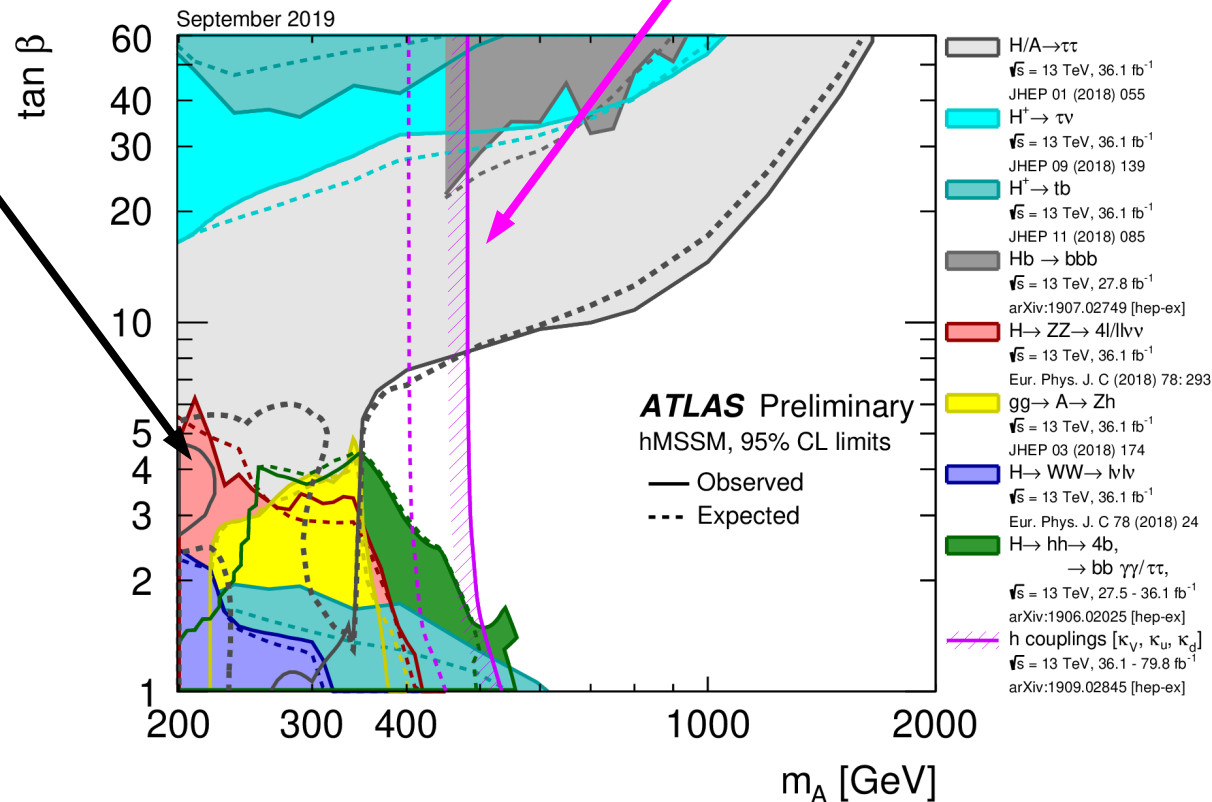 September 2019
tan β
60
40
30
20
10
5
4
3
2
1
200
300
400
1000
2000
m_A [GeV]
ATLAS Preliminary
hMSSM, 95% CL limits
Observed
Expected
H/A→ττ
√s = 13 TeV, 36.1 fb⁻¹
JHEP 01 (2018) 055
H⁺→ τν
√s = 13 TeV, 36.1 fb⁻¹
JHEP 09 (2018) 139
H⁺→ tb
√s = 13 TeV, 36.1 fb⁻¹
JHEP 11 (2018) 085
Hb → bbb
√s = 13 TeV, 27.8 fb⁻¹
arXiv:1907.02749 [hep-ex]
H→ ZZ→ 4l/llνν
√s = 13 TeV, 36.1 fb⁻¹
Eur. Phys. J. C (2018) 78: 293
gg→ A→ Zh
√s = 13 TeV, 36.1 fb⁻¹
JHEP 03 (2018) 174
H→ WW→ lνlν
√s = 13 TeV, 36.1 fb⁻¹
Eur. Phys. J. C 78 (2018) 24
H→ hh→ 4b,
→ bb γγ/ττ,
√s = 13 TeV, 27.5 - 36.1 fb⁻¹
arXiv:1906.02025 [hep-ex]
h couplings [κ_V, κ_u, κ_d]
√s = 13 TeV, 36.1 - 79.8 fb⁻¹
arXiv:1909.02845 [hep-ex]